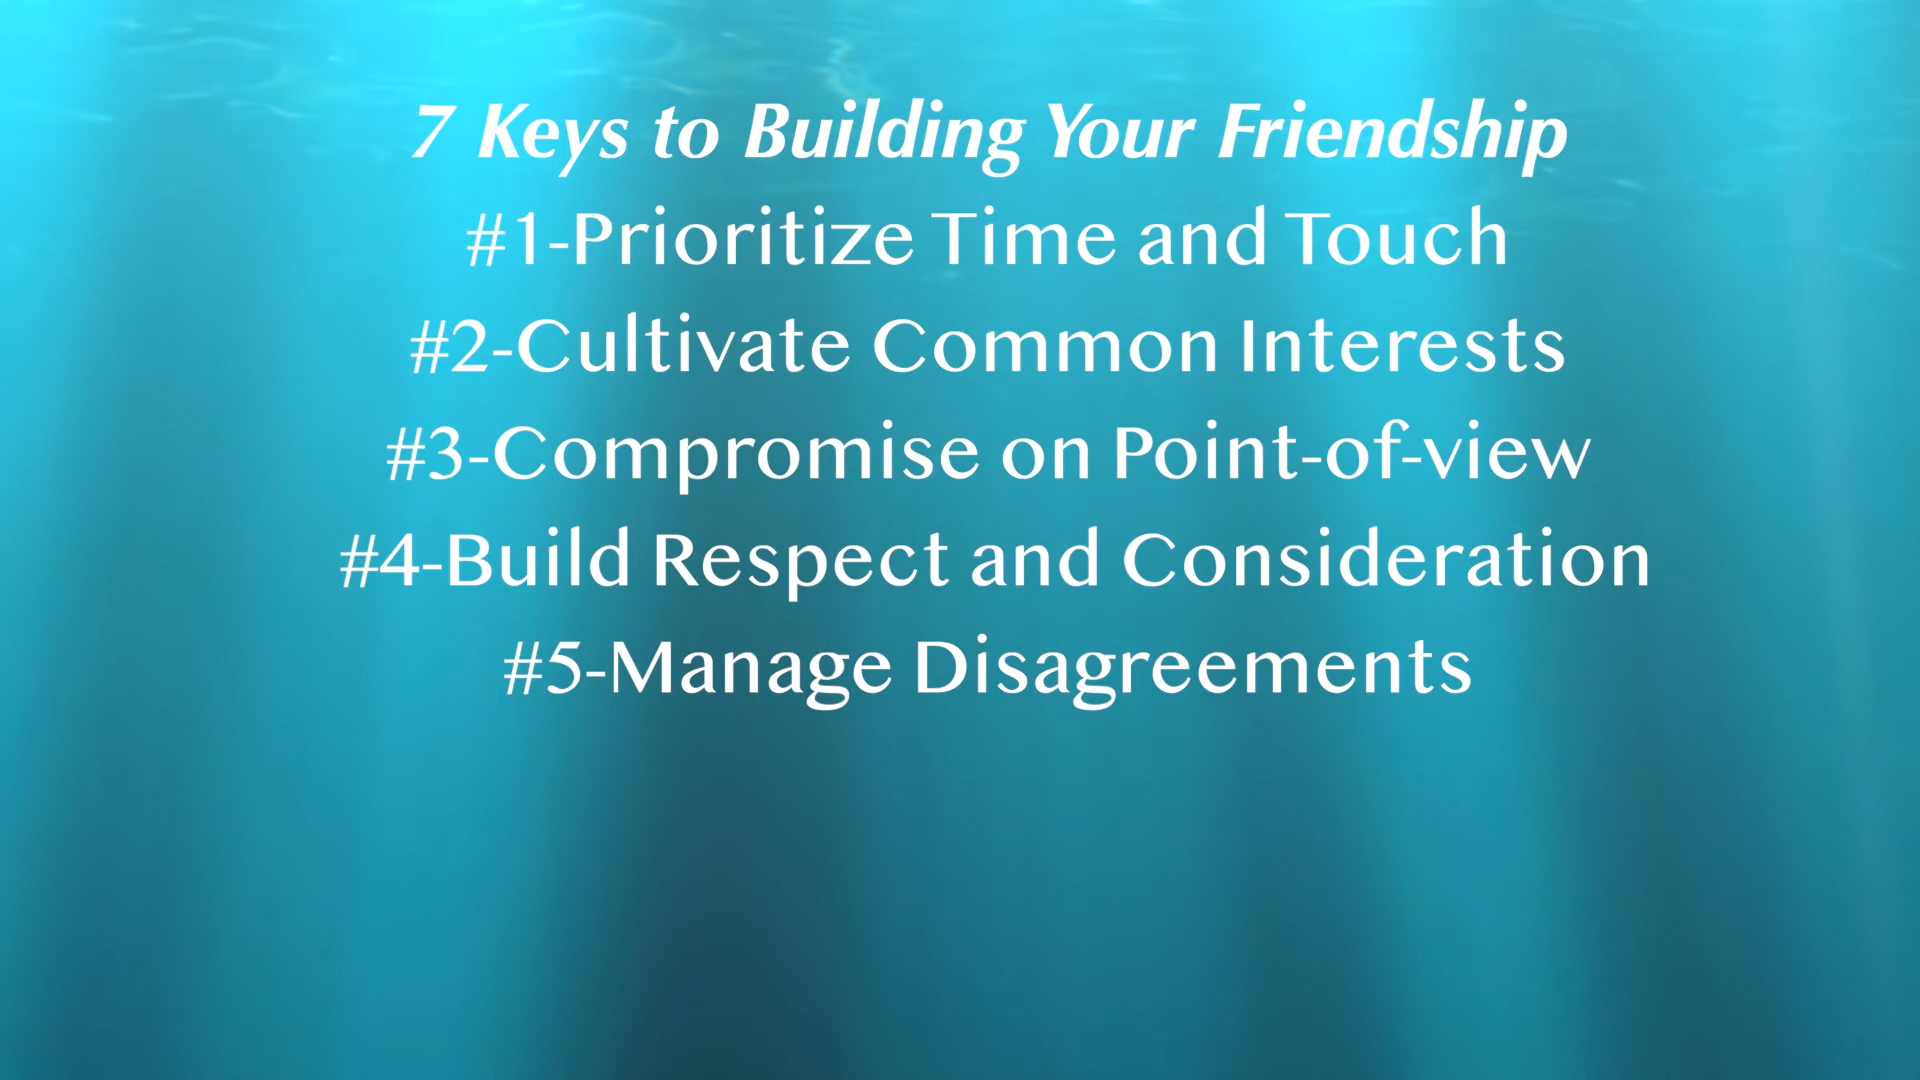 7 Keys to Building Your Friendship
#1-Prioritize Time and Touch
#2-Cultivate Common Interests
#3-Compromise on Point-of-view
#4-Build Respect and Consideration
#5-Manage Disagreements